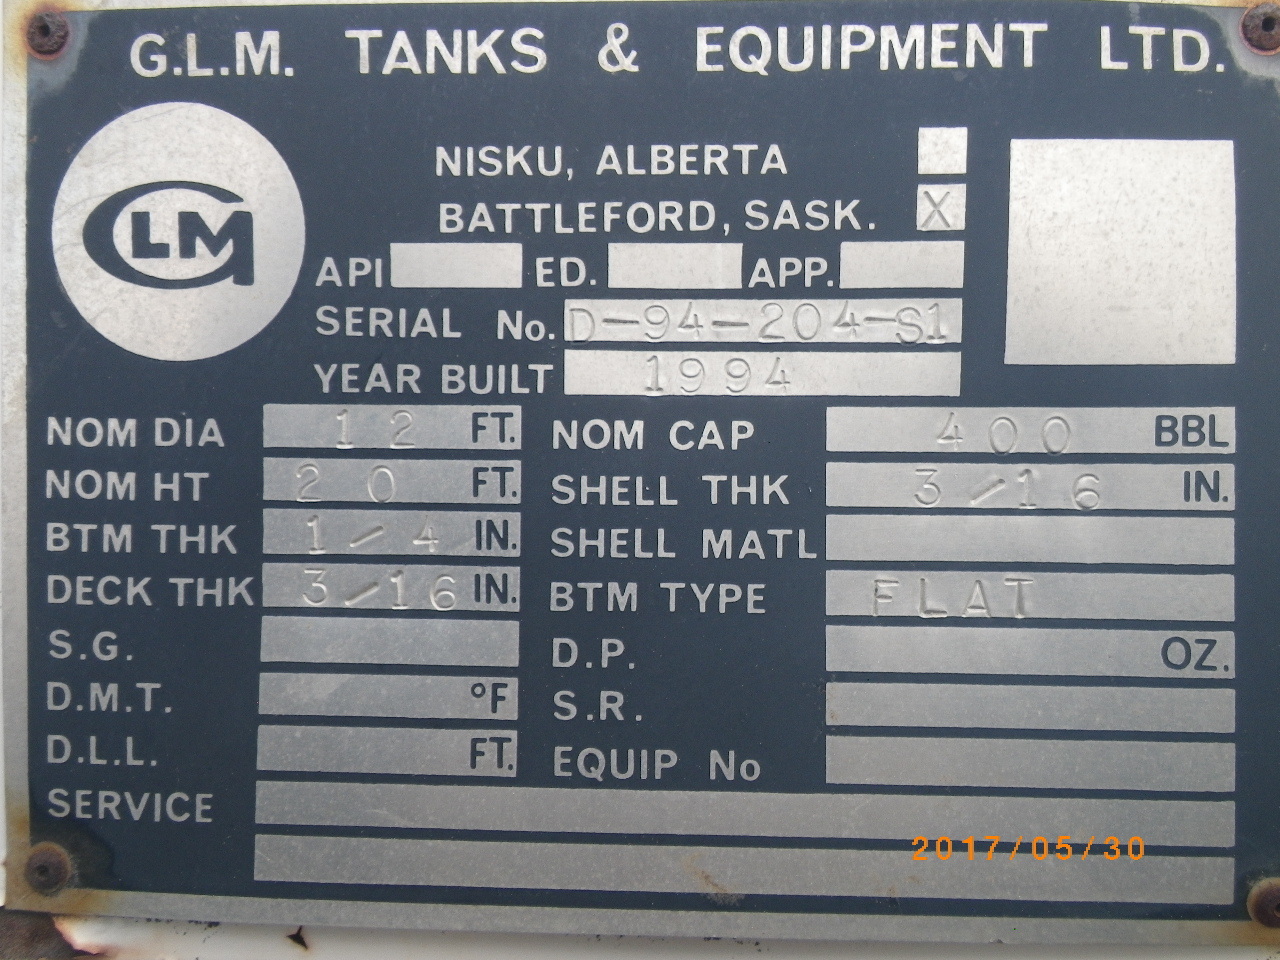 G.L.M. TANKS & EQUIPMENT LTD.
GLM
NISKU, ALBERTA
BATTLEFORD, SASK. X
API ED. APP.
SERIAL No. D-94-204-S1
YEAR BUILT 1994
NOM DIA 12 FT. NOM CAP 400 BBL
NOM HT 20 FT. SHELL THK 3/16 IN.
BTM THK 1/4 IN. SHELL MATL
DECK THK 3/16 IN. BTM TYPE FLAT
S.G. D.P. OZ.
D.M.T. °F S.R.
D.L.L. FT. EQUIP No
SERVICE
2017/05/30